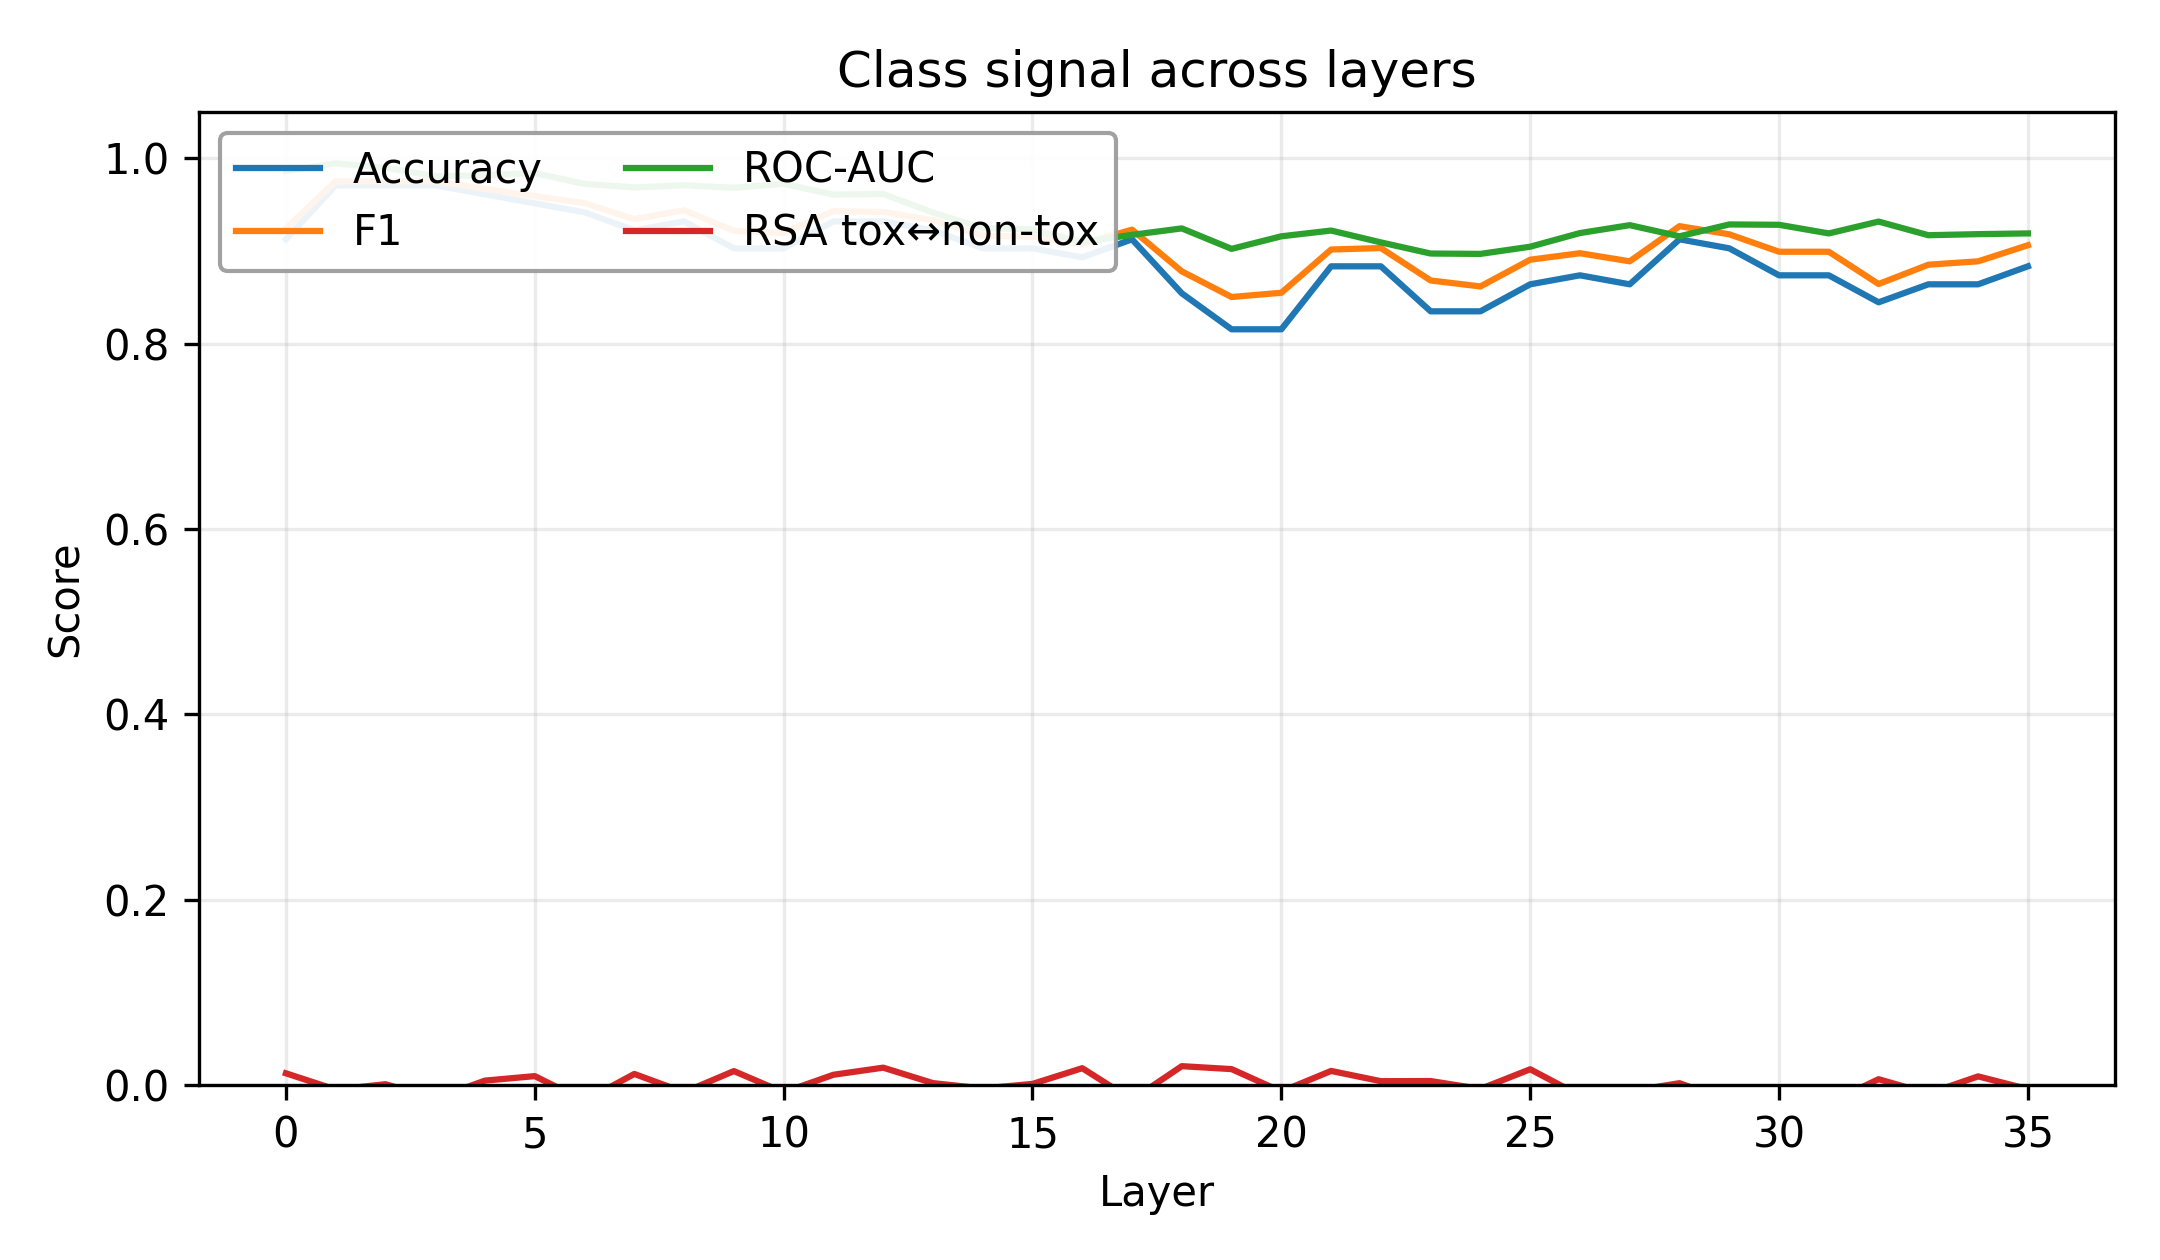 Class signal across layers
Accuracy
F1
ROC-AUC
RSA tox↔non-tox
1.0
0.8
0.6
0.4
0.2
0.0
Score
0 5 10 15 20 25 30 35
Layer